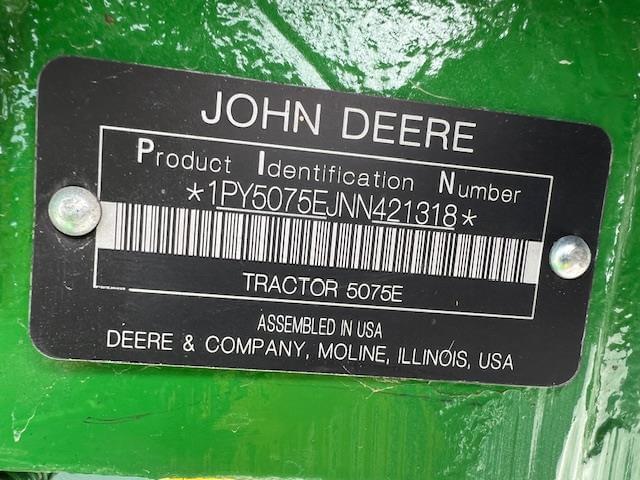 JOHN DEERE
Product Identification Number
*1PY5075EJNN421318*
TRACTOR 5075E
ASSEMBLED IN USA
DEERE & COMPANY, MOLINE, ILLINOIS, USA